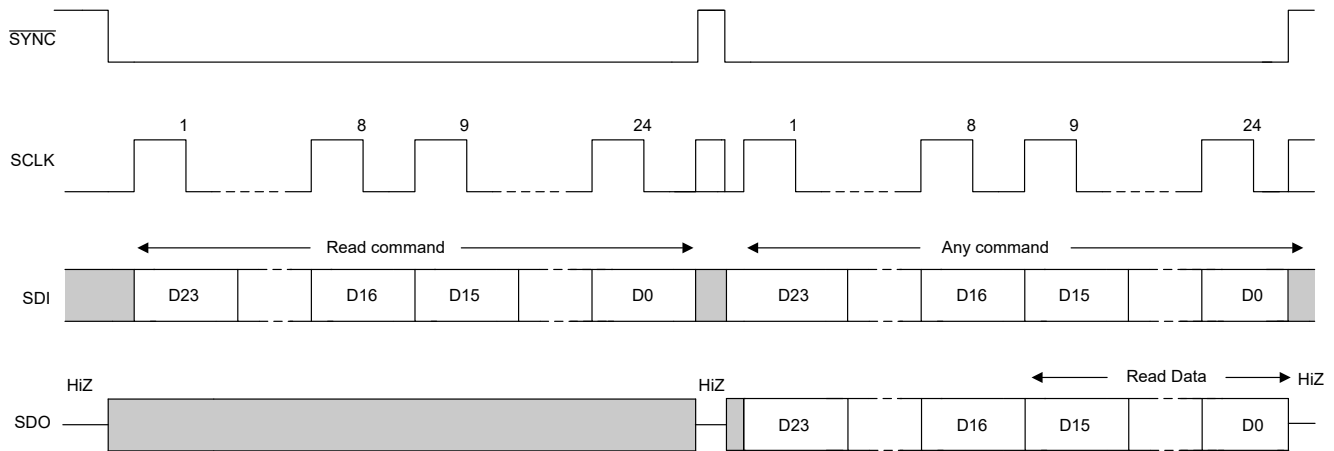 SYNC
1 8 9 24 1 8 9 24
SCLK
Read command Any command
SDI D23 D16 D15 D0 D23 D16 D15 D0
HiZ HiZ Read Data HiZ
SDO D23 D16 D15 D0